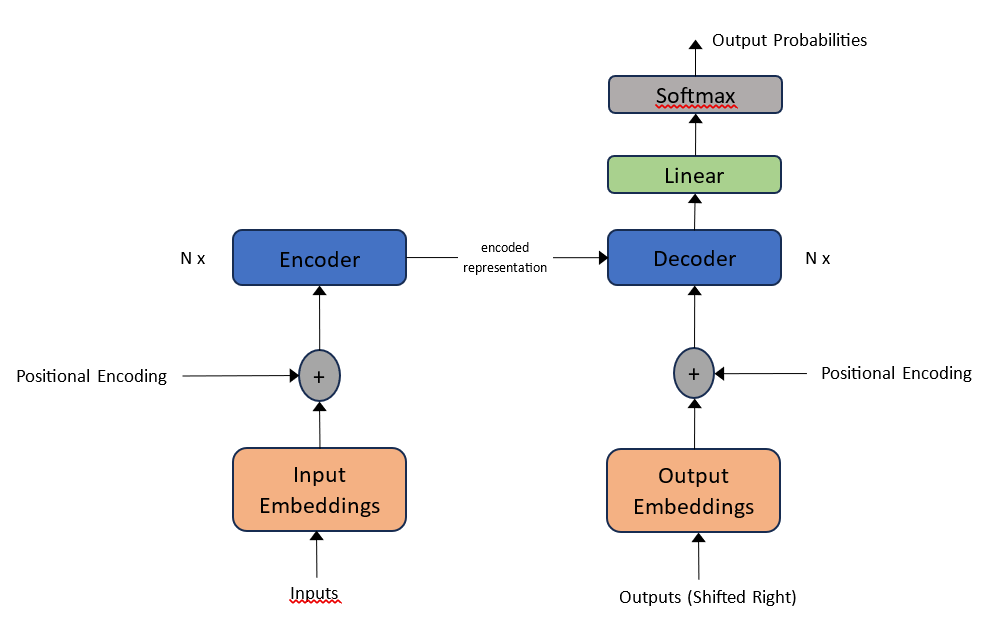 Output Probabilities
Softmax
Linear
N x
Encoder
encoded
representation
Decoder
N x
Positional Encoding
+
+
Positional Encoding
Input
Embeddings
Output
Embeddings
Inputs
Outputs (Shifted Right)